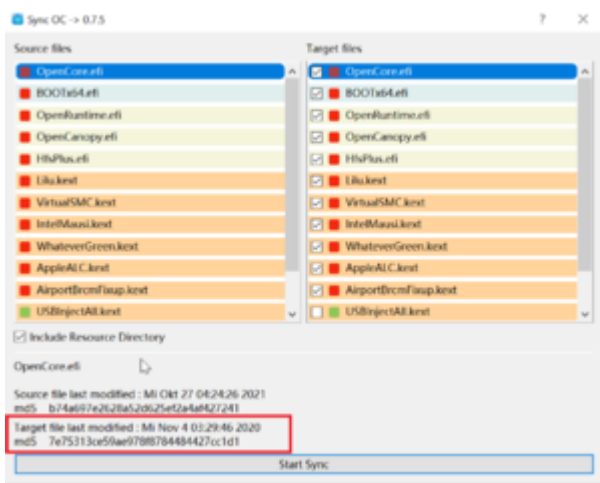 Sync OC -> 0.7.5
Source files
Target files
OpenCore.efi
OpenCore.efi
BOOTx64.efi
BOOTx64.efi
OpenRuntime.efi
OpenRuntime.efi
OpenCanopy.efi
OpenCanopy.efi
HfsPlus.efi
HfsPlus.efi
Lilu.kext
Lilu.kext
VirtualSMC.kext
VirtualSMC.kext
IntelMausi.kext
IntelMausi.kext
WhateverGreen.kext
WhateverGreen.kext
AppleALC.kext
AppleALC.kext
AirportBrcmFixup.kext
AirportBrcmFixup.kext
USBInjectAll.kext
USBInjectAll.kext
Include Resource Directory
OpenCore.efi
Source file last modified : Mi Okt 27 04:24:26 2021
md5
Target file last modified : Mi Nov 4 03:29:46 2020
md5
Start Sync